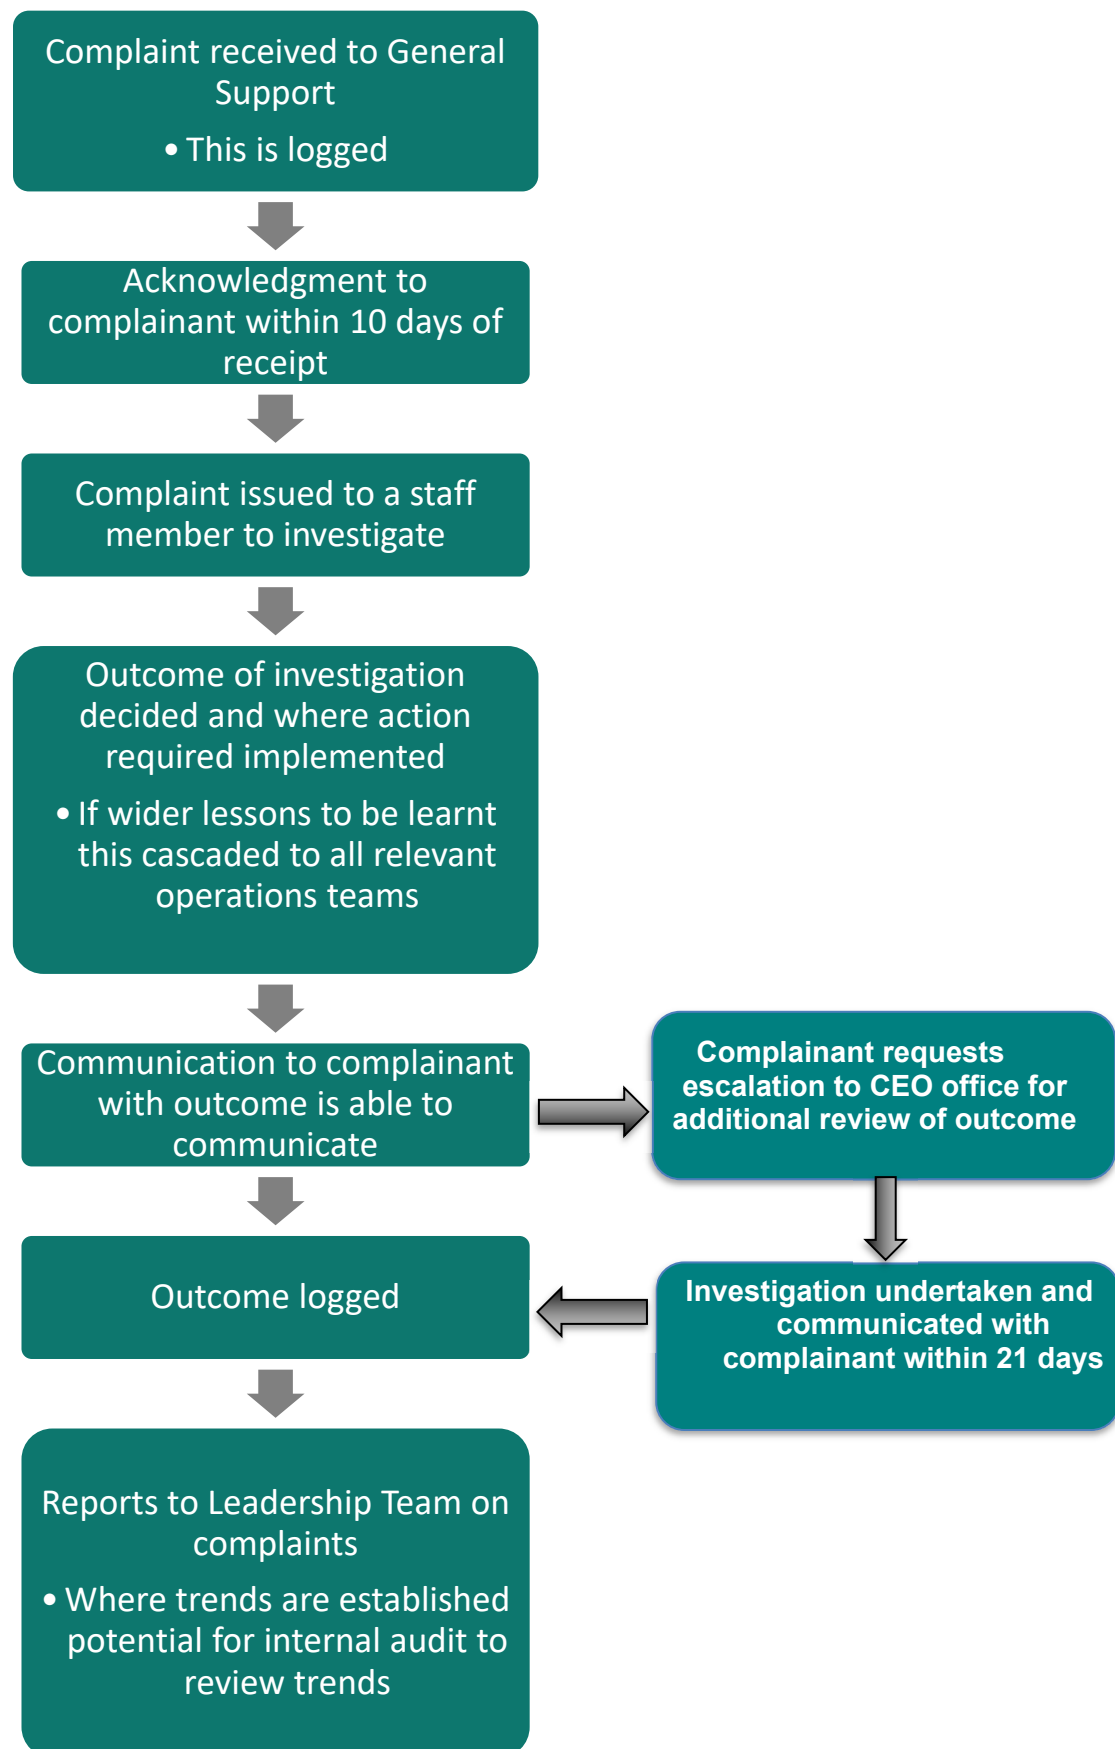 Complaint received to General
Support
• This is logged
Acknowledgment to
complainant within 10 days of
receipt
Complaint issued to a staff
member to investigate
Outcome of investigation
decided and where action
required implemented
• If wider lessons to be learnt
this cascaded to all relevant
operations teams
Communication to complainant
with outcome is able to
communicate
Complainant requests
escalation to CEO office for
additional review of outcome
Investigation undertaken and
communicated with
complainant within 21 days
Outcome logged
Reports to Leadership Team on
complaints
• Where trends are established
potential for internal audit to
review trends